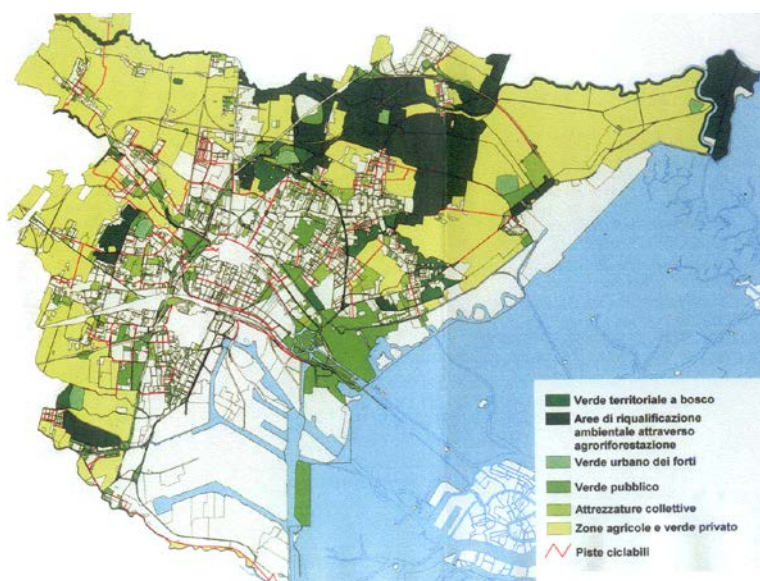 Verde territoriale a bosco
Aree di riqualificazione
ambientale attraverso
agroriforestazione
Verde urbano dei forti
Verde pubblico
Attrezzature collettive
Zone agricole e verde privato
Piste ciclabili